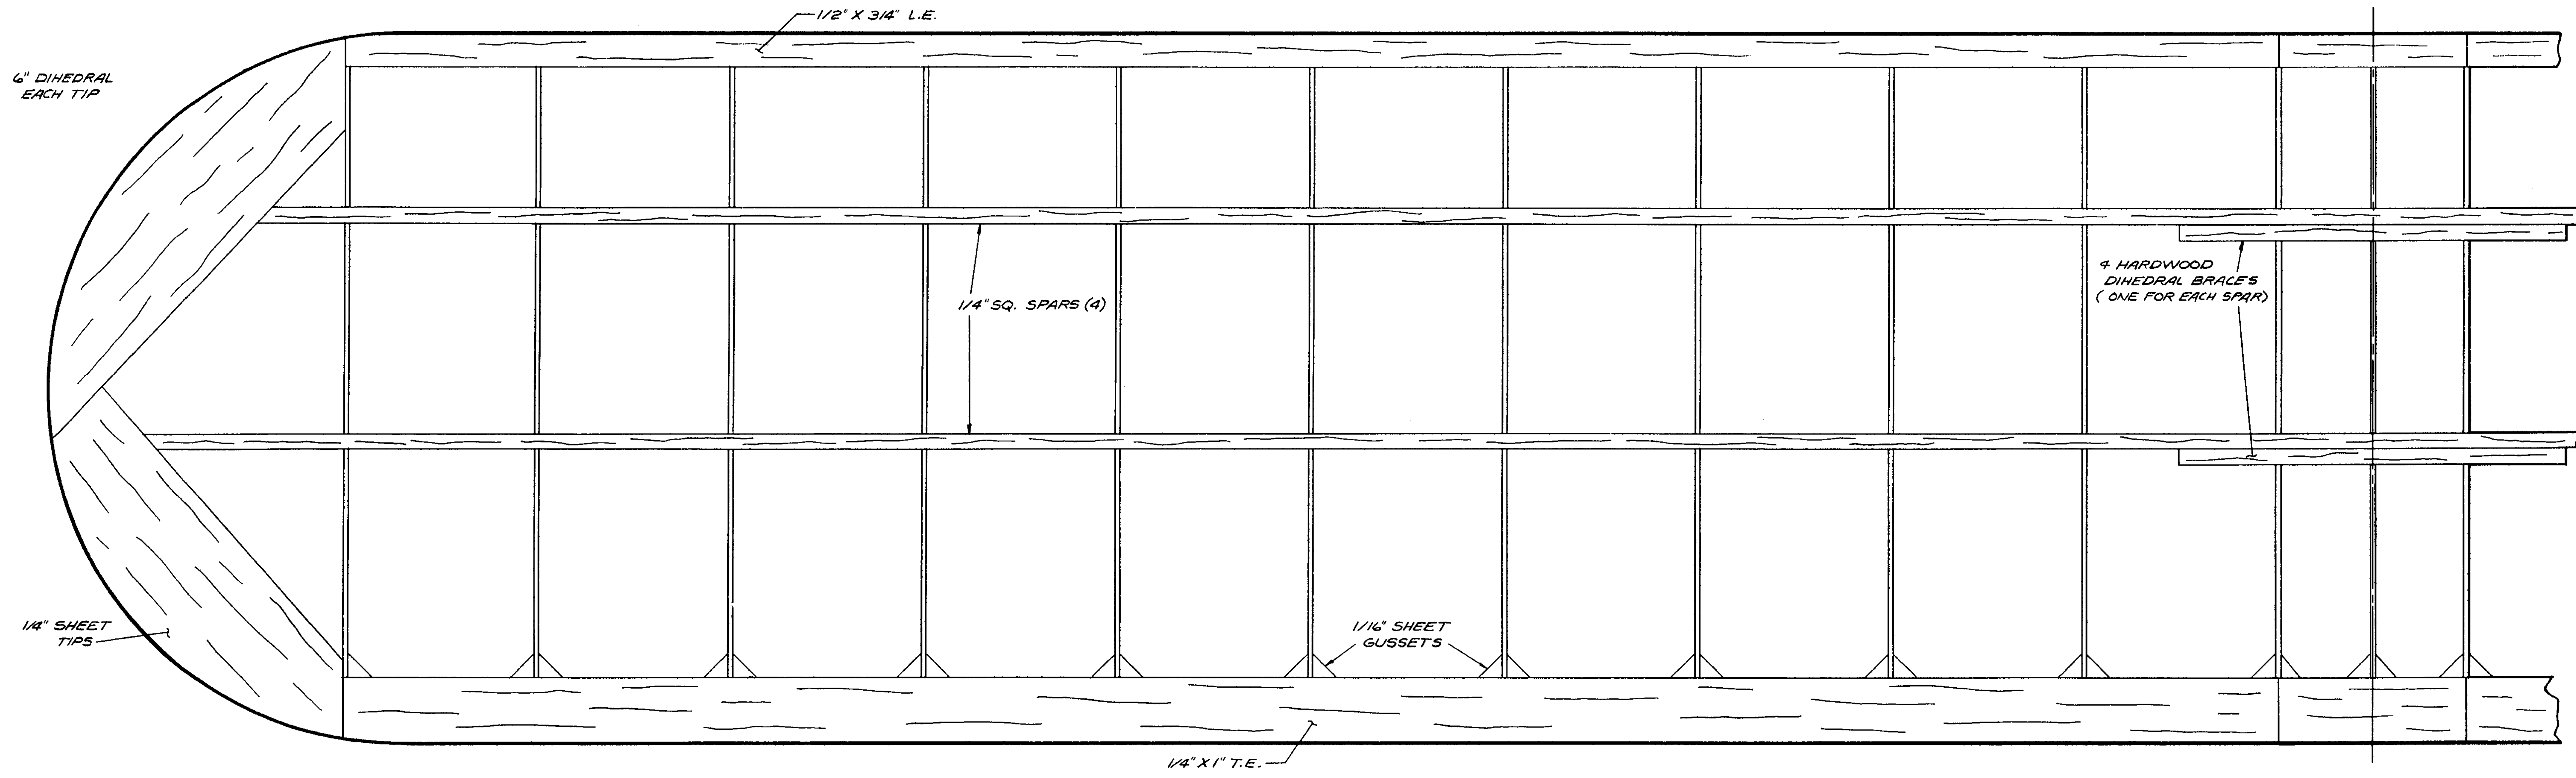 1/2" X 3/4" L.E.
6" DIHEDRAL
EACH TIP
4 HARDWOOD
DIHEDRAL BRACES
( ONE FOR EACH SPAR)
1/4" SQ. SPARS (4)
1/4" SHEET
TIPS
1/16" SHEET
GUSSETS
1/4" X 1" T.E.